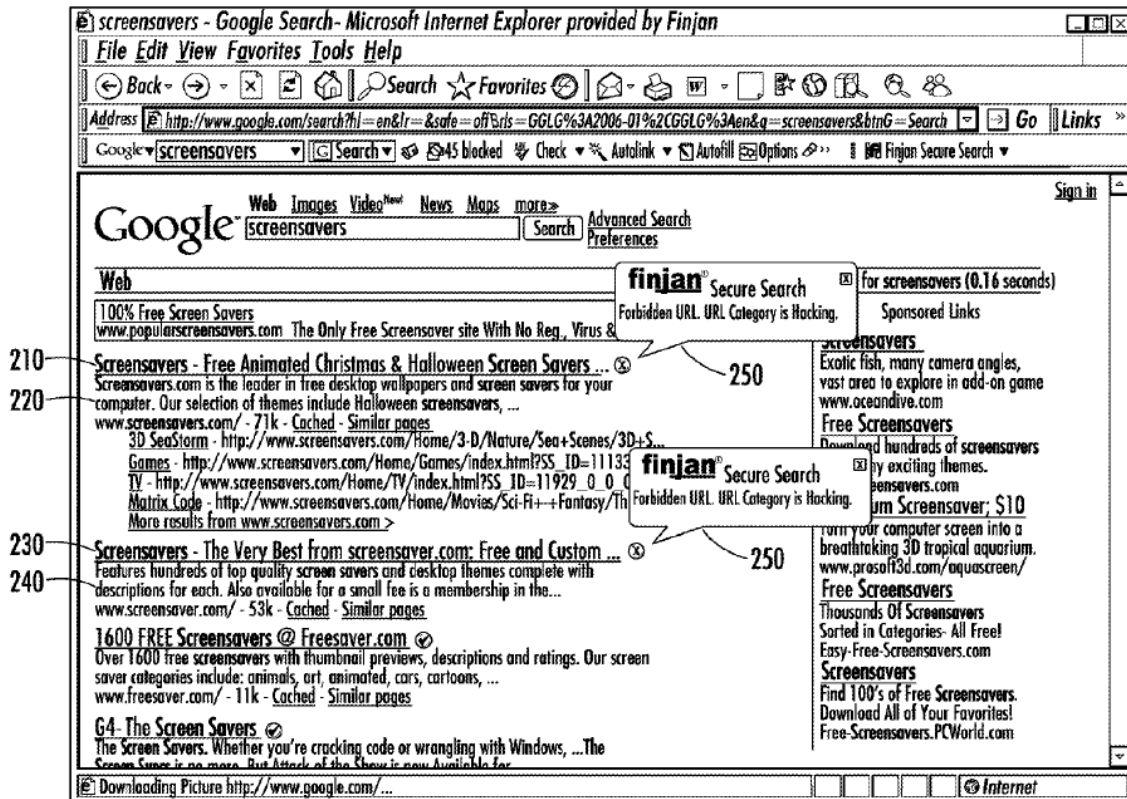 screensavers - Google Search- Microsoft Internet Explorer provided by Finjan
File Edit View Favorites Tools Help
Back Search Favorites
Address http://www.google.com/search?hl=en&lr=&safe=off&rls=GGLG%3A2006-01%2CGGLG%3Aen&q=screensavers&btnG=Search Go Links »
Google screensavers Search 45 blocked Check Autolink Autofill Options Finjan Secure Search
Sign in
Web Images Video New! News Maps more»
Google screensavers Search Advanced Search
Preferences
Web for screensavers (0.16 seconds)
finjan Secure Search
Forbidden URL. URL Category is Hacking.
250
100% Free Screen Savers
www.popularscreensavers.com The Only Free Screensaver site With No Reg., Virus &
210 Screensavers - Free Animated Christmas & Halloween Screen Savers ...
Screensavers.com is the leader in free desktop wallpapers and screen savers for your
220 computer. Our selection of themes include Halloween screensavers, ...
www.screensavers.com/ - 71k - Cached - Similar pages
3D SeaStorm - http://www.screensavers.com/Home/3-D/Nature/Sea+Scenes/3D+S...
Games - http://www.screensavers.com/Home/Games/index.html?SS_ID=11133
TV - http://www.screensavers.com/Home/TV/index.html?SS_ID=11929_0_0_0
Matrix Code - http://www.screensavers.com/Home/Movies/Sci-Fi-+-+Fantasy/Th
More results from www.screensavers.com >
finjan Secure Search
Forbidden URL. URL Category is Hacking.
250
230 Screensavers - The Very Best from screensaver.com: Free and Custom ...
Features hundreds of top quality screen savers and desktop themes complete with
240 descriptions for each. Also available for a small fee is a membership in the...
www.screensaver.com/ - 53k - Cached - Similar pages
1600 FREE Screensavers @ Freesaver.com
Over 1600 free screensavers with thumbnail previews, descriptions and ratings. Our screen
saver categories include: animals, art, animated, cars, cartoons, ...
www.freesaver.com/ - 11k - Cached - Similar pages
G4- The Screen Savers
The Screen Savers. Whether you're cracking code or wrangling with Windows, ...The
Sponsored Links
Screensavers
Exotic fish, many camera angles,
vast area to explore in add-on game
www.oceandive.com
Free Screensavers
Download hundreds of screensavers
exciting themes.
Screensaver; $10
Turn your computer screen into a
breathtaking 3D tropical aquarium.
www.prosoft3d.com/aquascreen/
Free Screensavers
Thousands Of Screensavers
Sorted in Categories- All Free!
Easy-Free-Screensavers.com
Screensavers
Find 100's of Free Screensavers.
Download All of Your Favorites!
Free-Screensavers.PCWorld.com
Downloading Picture http://www.google.com/... Internet